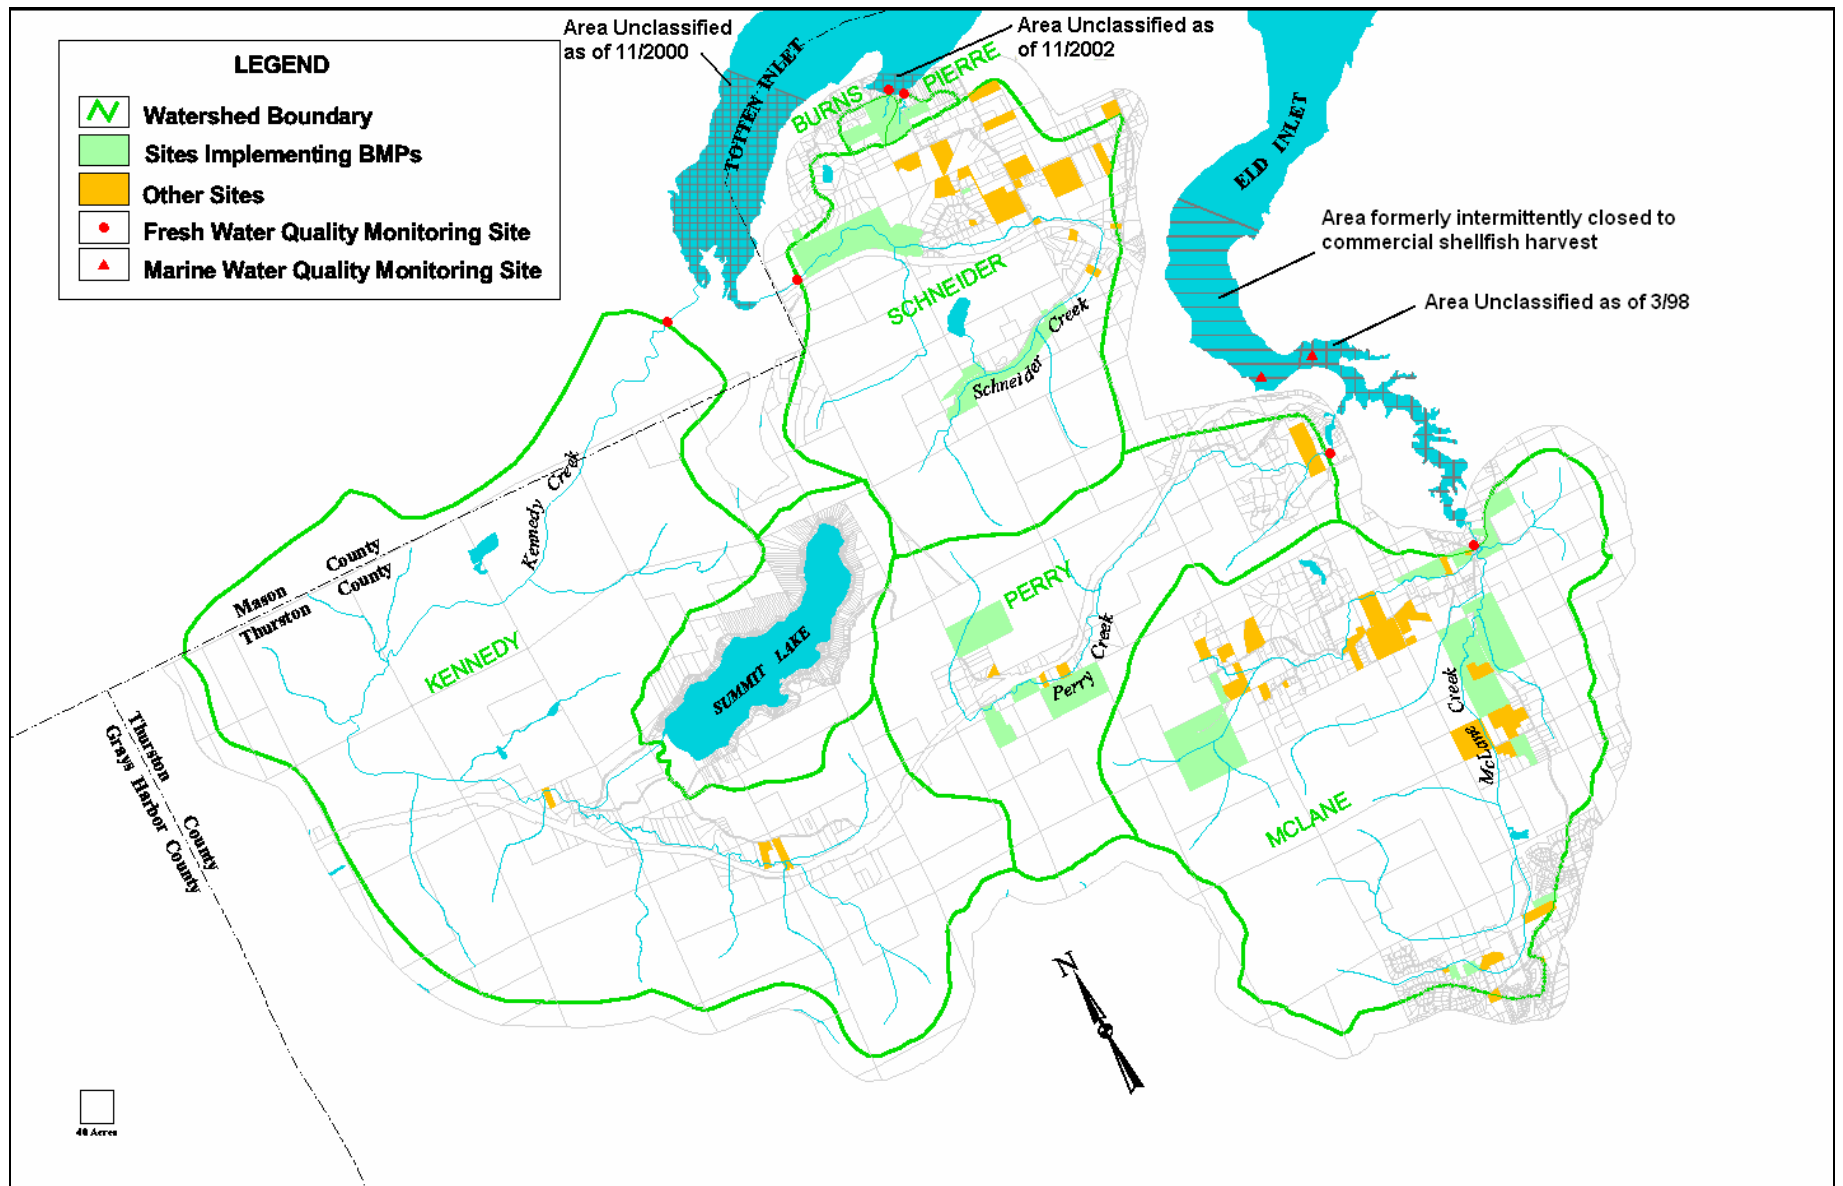 LEGEND
Watershed Boundary
Sites Implementing BMPs
Other Sites
Fresh Water Quality Monitoring Site
Marine Water Quality Monitoring Site
Area Unclassified
as of 11/2000
Area Unclassified as
of 11/2002
TOTTEN INLET
BURNS
PIERRE
ELD INLET
Area formerly intermittently closed to
commercial shellfish harvest
Area Unclassified as of 3/98
SCHNEIDER
Schneider Creek
Kennedy Creek
Mason County
Thurston County
KENNEDY
SUMMIT LAKE
PERRY
Perry Creek
McLane Creek
MCLANE
Thurston County
Grays Harbor County
N
40 Acres